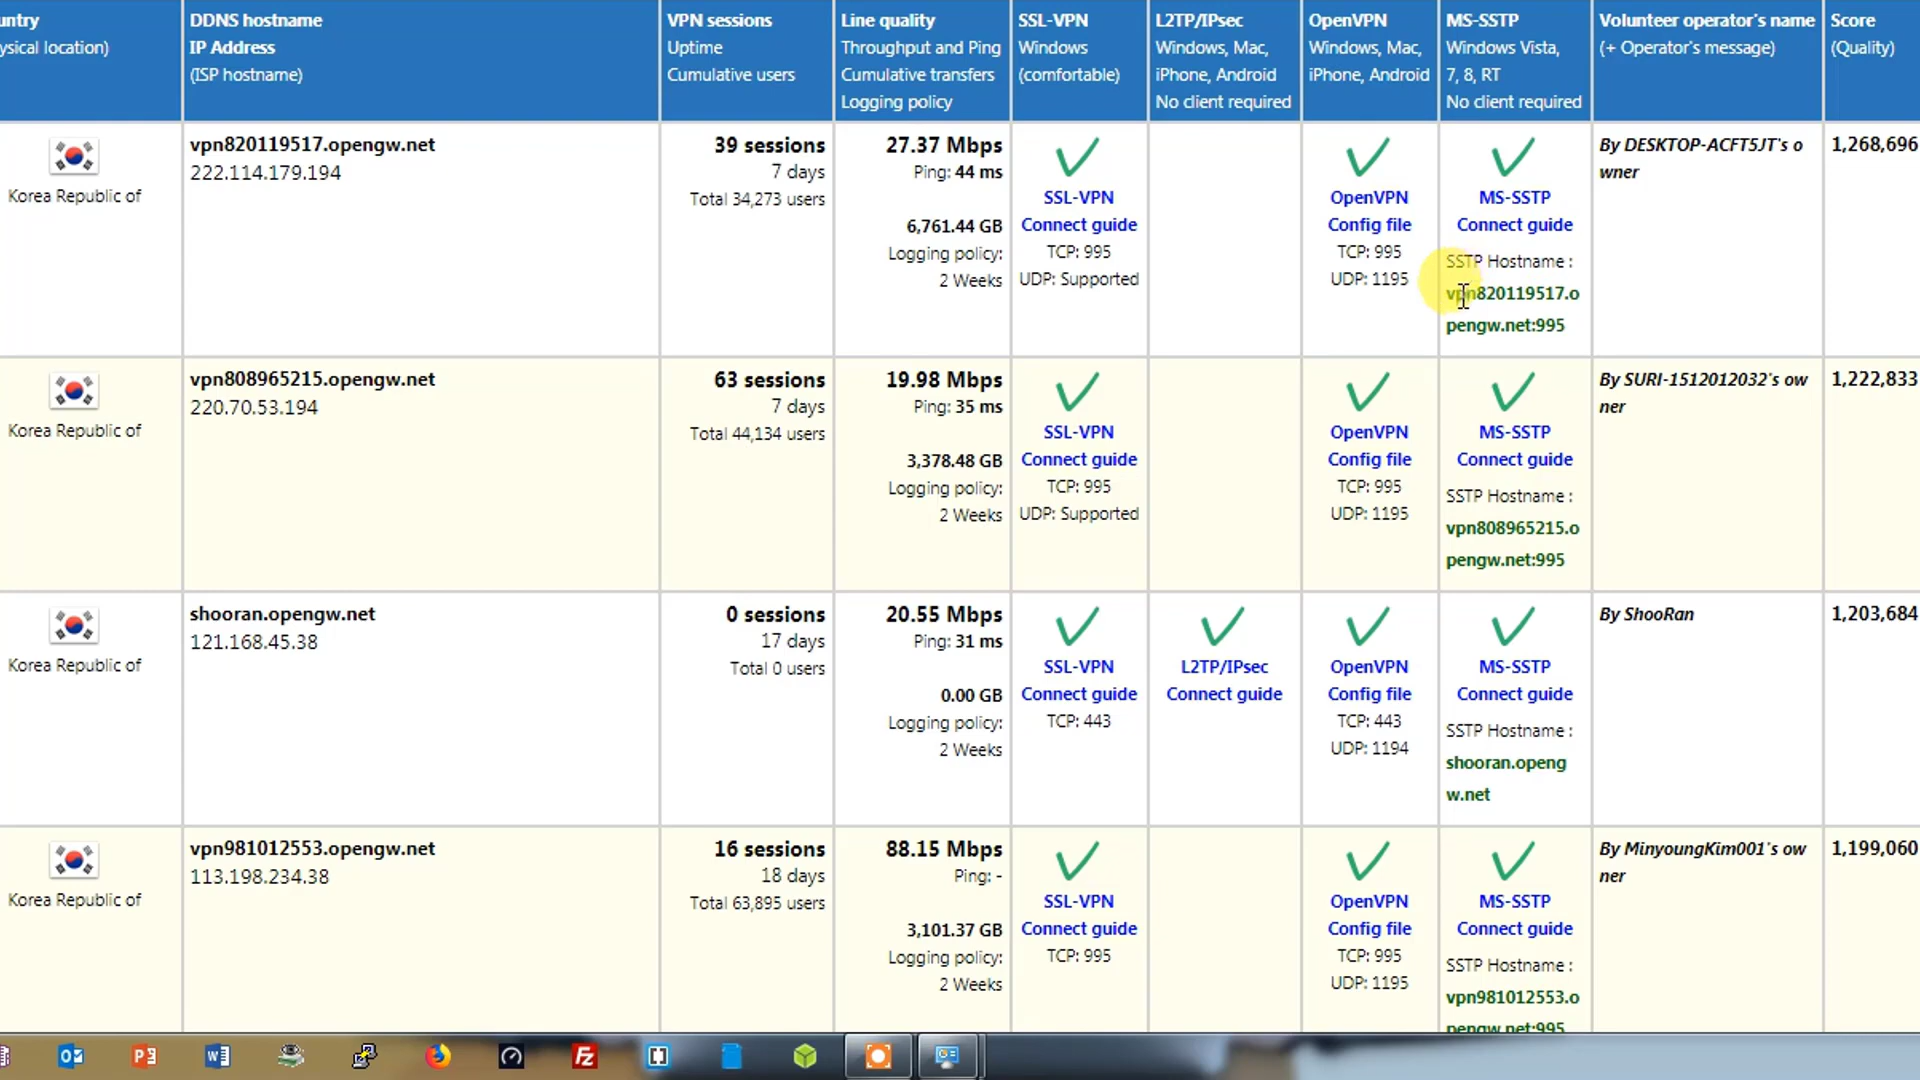 untry
ysical location)
DDNS hostname
IP Address
(ISP hostname)
VPN sessions
Uptime
Cumulative users
Line quality
Throughput and Ping
Cumulative transfers
Logging policy
SSL-VPN
Windows
(comfortable)
L2TP/IPsec
Windows, Mac,
iPhone, Android
No client required
OpenVPN
Windows, Mac,
iPhone, Android
MS-SSTP
Windows Vista,
7, 8, RT
No client required
Volunteer operator's name
(+ Operator's message)
Score
(Quality)
Korea Republic of
vpn820119517.opengw.net
222.114.179.194
39 sessions
7 days
Total 34,273 users
27.37 Mbps
Ping: 44 ms
6,761.44 GB
Logging policy:
2 Weeks
SSL-VPN
Connect guide
TCP: 995
UDP: Supported
OpenVPN
Config file
TCP: 995
UDP: 1195
MS-SSTP
Connect guide
SSTP Hostname :
vpn820119517.o
pengw.net:995
By DESKTOP-ACFT5JT's o
wner
1,268,696
Korea Republic of
vpn808965215.opengw.net
220.70.53.194
63 sessions
7 days
Total 44,134 users
19.98 Mbps
Ping: 35 ms
3,378.48 GB
Logging policy:
2 Weeks
SSL-VPN
Connect guide
TCP: 995
UDP: Supported
OpenVPN
Config file
TCP: 995
UDP: 1195
MS-SSTP
Connect guide
SSTP Hostname :
vpn808965215.o
pengw.net:995
By SURI-1512012032's ow
ner
1,222,833
Korea Republic of
shooran.opengw.net
121.168.45.38
0 sessions
17 days
Total 0 users
20.55 Mbps
Ping: 31 ms
0.00 GB
Logging policy:
2 Weeks
SSL-VPN
Connect guide
TCP: 443
L2TP/IPsec
Connect guide
OpenVPN
Config file
TCP: 443
UDP: 1194
MS-SSTP
Connect guide
SSTP Hostname :
shooran.openg
w.net
By ShooRan
1,203,684
Korea Republic of
vpn981012553.opengw.net
113.198.234.38
16 sessions
18 days
Total 63,895 users
88.15 Mbps
Ping: -
3,101.37 GB
Logging policy:
2 Weeks
SSL-VPN
Connect guide
TCP: 995
OpenVPN
Config file
TCP: 995
UDP: 1195
MS-SSTP
Connect guide
SSTP Hostname :
vpn981012553.o
pengw.net:995
By MinyoungKim001's ow
ner
1,199,060